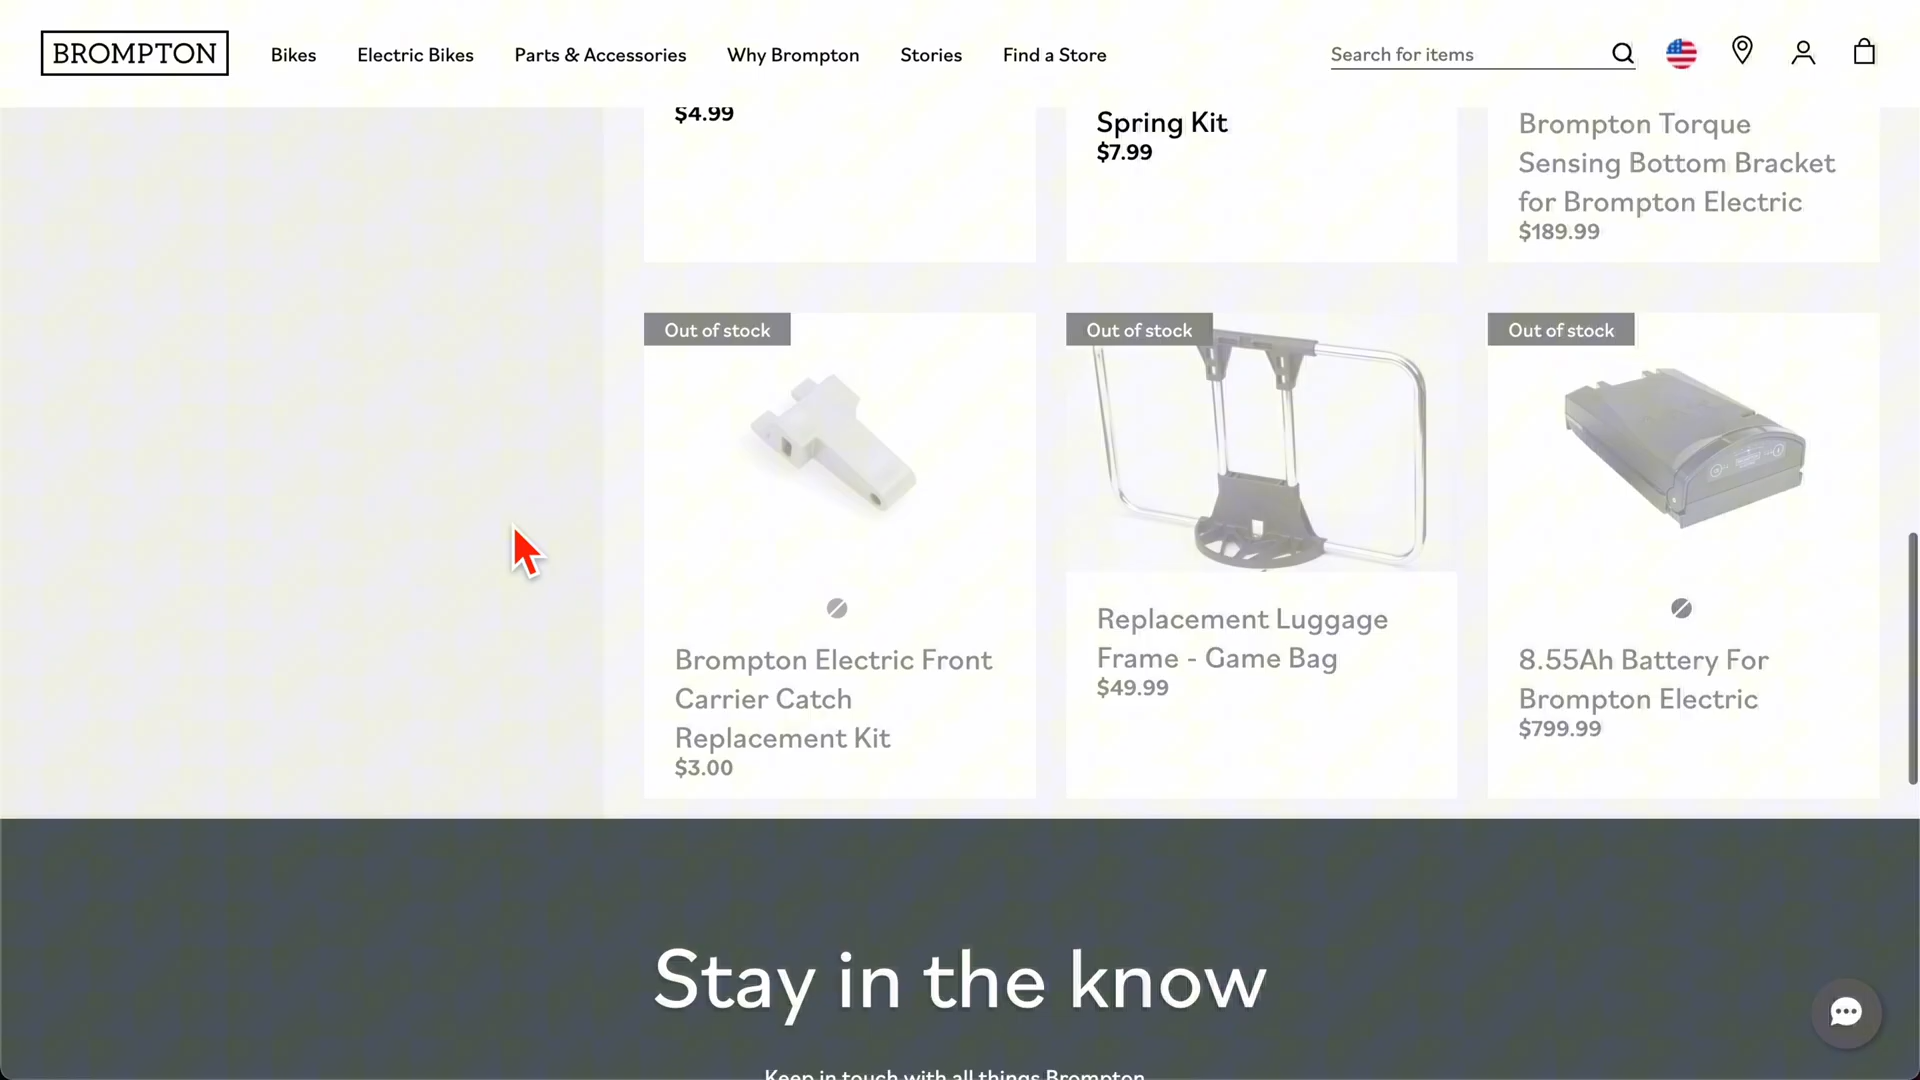 BROMPTON
Bikes
Electric Bikes
Parts & Accessories
Why Brompton
Stories
Find a Store
Search for items
$4.99
Spring Kit
$7.99
Brompton Torque
Sensing Bottom Bracket
for Brompton Electric
$189.99
Out of stock
Brompton Electric Front
Carrier Catch
Replacement Kit
$3.00
Out of stock
Replacement Luggage
Frame - Game Bag
$49.99
Out of stock
8.55Ah Battery For
Brompton Electric
$799.99
Stay in the know
Keep in touch with all things Brompton